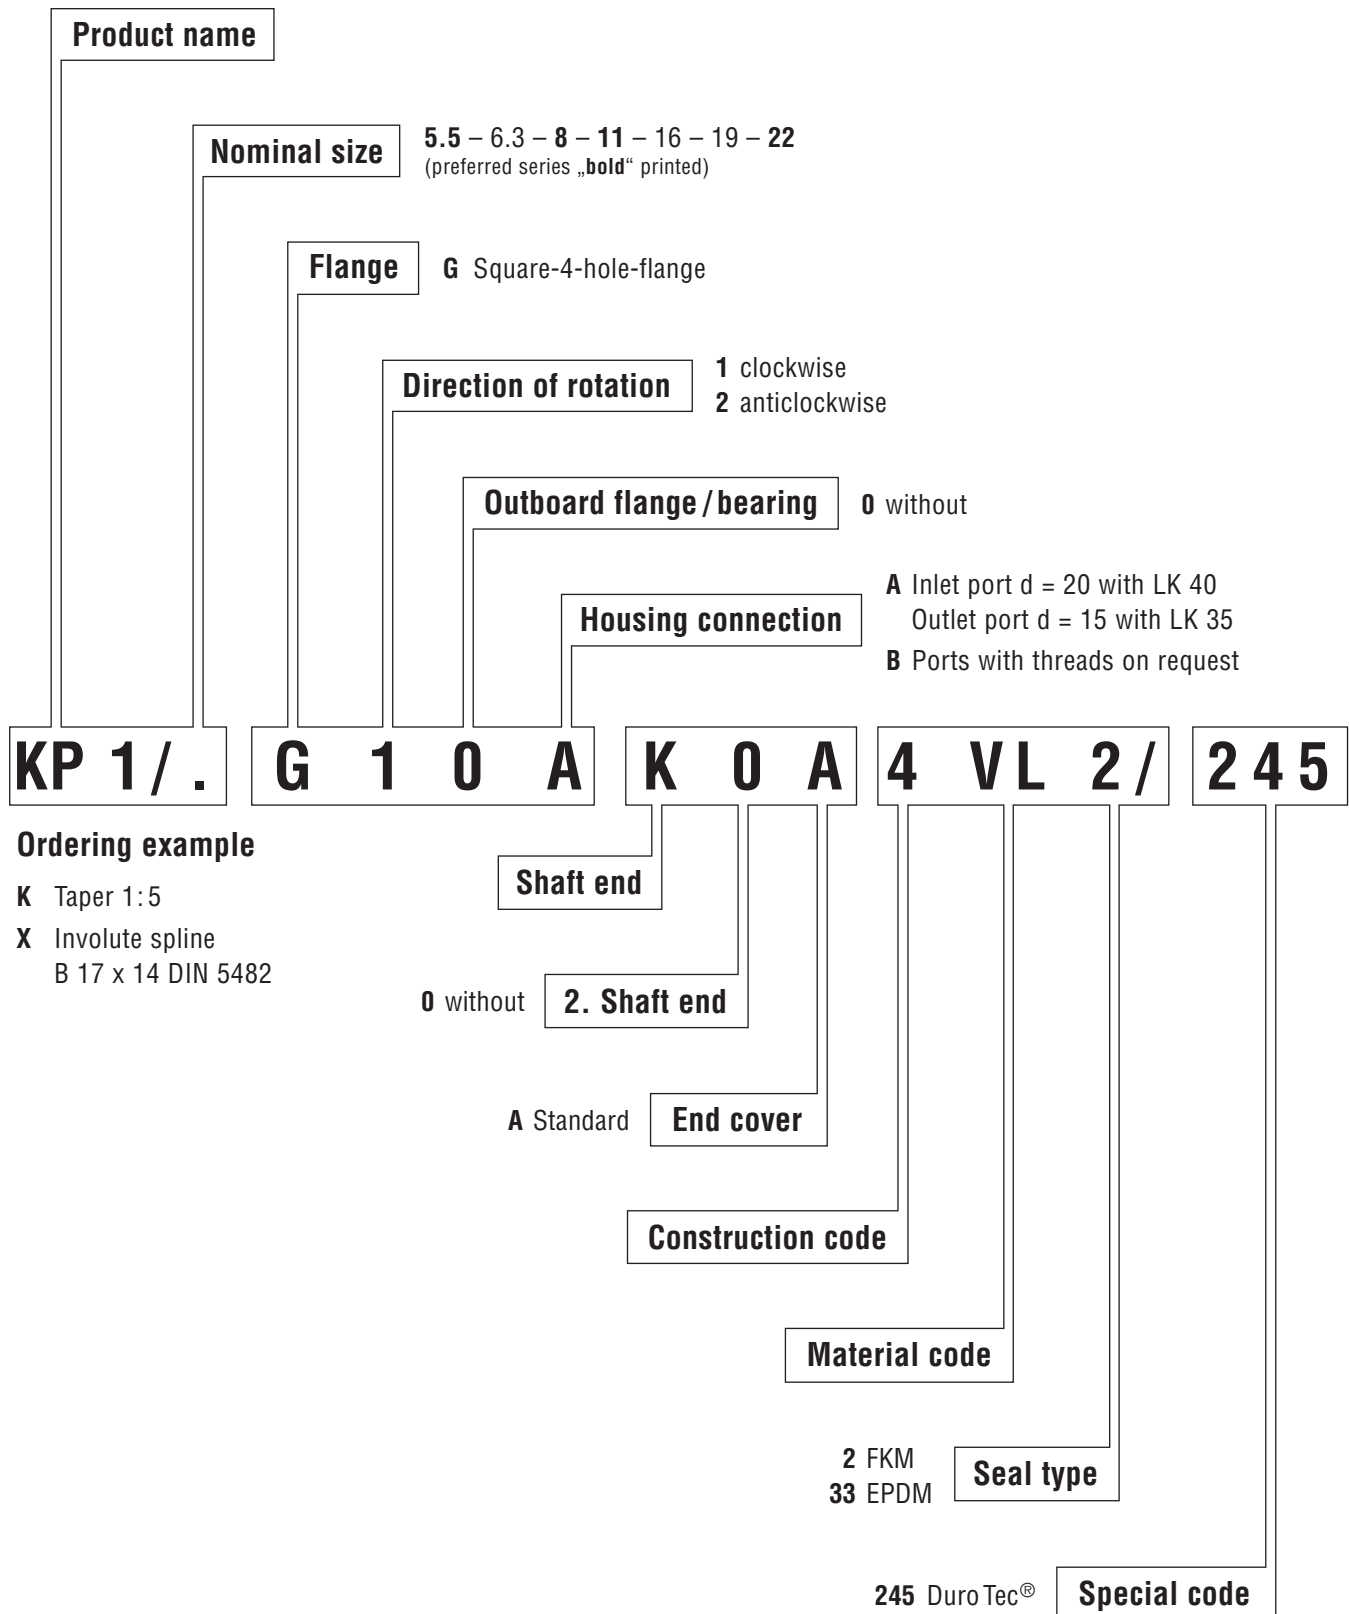 Product name
Nominal size
5.5 – 6.3 – 8 – 11 – 16 – 19 – 22
(preferred series „bold“ printed)
Flange
G Square-4-hole-flange
Direction of rotation
1 clockwise
2 anticlockwise
Outboard flange / bearing
0 without
Housing connection
A Inlet port d = 20 with LK 40
Outlet port d = 15 with LK 35
B Ports with threads on request
KP 1/. G 1 0 A K 0 A 4 VL 2/ 245
Ordering example
K Taper 1:5
X Involute spline
B 17 x 14 DIN 5482
Shaft end
0 without
2. Shaft end
A Standard
End cover
Construction code
Material code
2 FKM
33 EPDM
Seal type
245 Duro Tec®
Special code